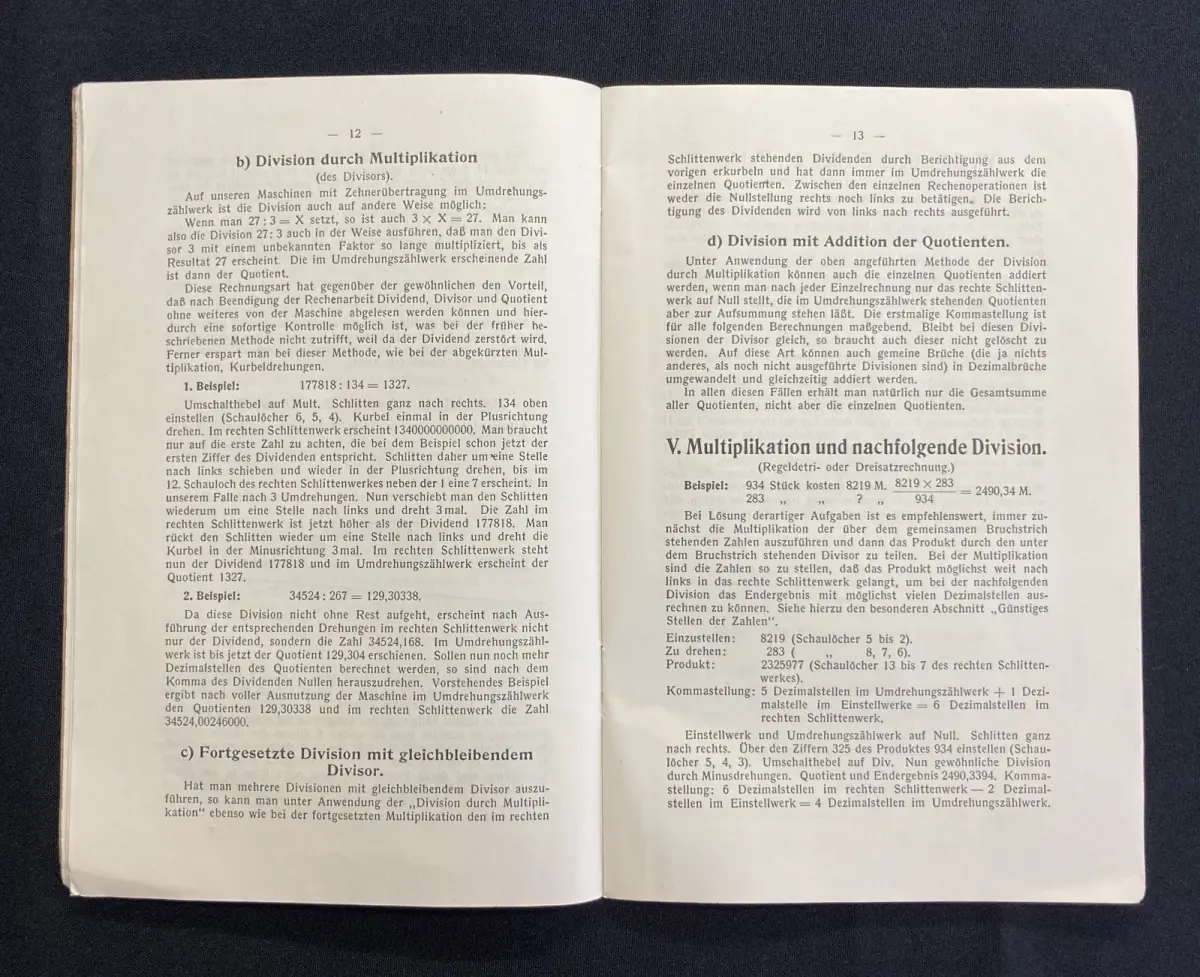 — 12 —
b) Division durch Multiplikation
(des Divisors).
Auf unseren Maschinen mit Zehnerübertragung im Umdrehungs-
zählwerk ist die Division auch auf andere Weise möglich:
Wenn man 27 : 3 = X setzt, so ist auch 3 × X = 27. Man kann
also die Division 27 : 3 auch in der Weise ausführen, daß man den Divi-
sor 3 mit einem unbekannten Faktor so lange multipliziert, bis als
Resultat 27 erscheint. Die im Umdrehungszählwerk erscheinende Zahl
ist dann der Quotient.
Diese Rechnungsart hat gegenüber der gewöhnlichen den Vorteil,
daß nach Beendigung der Rechenarbeit Dividend, Divisor und Quotient
ohne weiteres von der Maschine abgelesen werden können und hier-
durch eine sofortige Kontrolle möglich ist, was bei der früher be-
schriebenen Methode nicht zutrifft, weil da der Dividend zerstört wird.
Ferner erspart man bei dieser Methode, wie bei der abgekürzten Mul-
tiplikation, Kurbeldrehungen.
1. Beispiel: 177818 : 134 = 1327.
Umschalthebel auf Mult. Schlitten ganz nach rechts. 134 oben
einstellen (Schaulöcher 6, 5, 4). Kurbel einmal in der Plusrichtung
drehen. Im rechten Schlittenwerk erscheint 1340000000000. Man braucht
nur auf die erste Zahl zu achten, die bei dem Beispiel schon jetzt der
ersten Ziffer des Dividenden entspricht. Schlitten daher um eine Stelle
nach links schieben und wieder in der Plusrichtung drehen, bis im
12. Schauloch des rechten Schlittenwerkes neben der 1 eine 7 erscheint. In
unserem Falle nach 3 Umdrehungen. Nun verschiebt man den Schlitten
wiederum um eine Stelle nach links und dreht 3 mal. Die Zahl im
rechten Schlittenwerk ist jetzt höher als der Dividend 177818. Man
rückt den Schlitten wieder um eine Stelle nach links und dreht die
Kurbel in der Minusrichtung 3 mal. Im rechten Schlittenwerk steht
nun der Dividend 177818 und im Umdrehungszählwerk erscheint der
Quotient 1327.
2. Beispiel: 34524 : 267 = 129,30338.
Da diese Division nicht ohne Rest aufgeht, erscheint nach Aus-
führung der entsprechenden Drehungen im rechten Schlittenwerk nicht
nur der Dividend, sondern die Zahl 34524,168. Im Umdrehungszähl-
werk ist bis jetzt der Quotient 129,304 erschienen. Sollen nun noch mehr
Dezimalstellen des Quotienten berechnet werden, so sind nach dem
Komma des Dividenden Nullen herauszudrehen. Vorstehendes Beispiel
ergibt nach voller Ausnutzung der Maschine im Umdrehungszählwerk
den Quotienten 129,30338 und im rechten Schlittenwerk die Zahl
34524,00246000.
c) Fortgesetzte Division mit gleichbleibendem
Divisor.
Hat man mehrere Divisionen mit gleichbleibendem Divisor auszu-
führen, so kann man unter Anwendung der „Division durch Multipli-
kation“ ebenso wie bei der fortgesetzten Multiplikation den im rechten
— 13 —
Schlittenwerk stehenden Dividenden durch Berichtigung aus dem
vorigen erkurbeln und hat dann immer im Umdrehungszählwerk die
einzelnen Quotienten. Zwischen den einzelnen Rechenoperationen ist
weder die Nullstellung rechts noch links zu betätigen. Die Berich-
tigung des Dividenden wird von links nach rechts ausgeführt.
d) Division mit Addition der Quotienten.
Unter Anwendung der oben angeführten Methode der Division
durch Multiplikation können auch die einzelnen Quotienten addiert
werden, wenn man nach jeder Einzelrechnung nur das rechte Schlitten-
werk auf Null stellt, die im Umdrehungszählwerk stehenden Quotienten
aber zur Aufsummung stehen läßt. Die erstmalige Kommastellung ist
für alle folgenden Berechnungen maßgebend. Bleibt bei diesen Divi-
sionen der Divisor gleich, so braucht auch dieser nicht gelöscht zu
werden. Auf diese Art können auch gemeine Brüche (die ja nichts
anderes, als noch nicht ausgeführte Divisionen sind) in Dezimalbrüche
umgewandelt und gleichzeitig addiert werden.
In allen diesen Fällen erhält man natürlich nur die Gesamtsumme
aller Quotienten, nicht aber die einzelnen Quotienten.
V. Multiplikation und nachfolgende Division.
(Regeldetri- oder Dreisatzrechnung.)
Beispiel: 934 Stück kosten 8219 M. 8219 × 283 / 934 = 2490,34 M.
283 „ „ ? „
Bei Lösung derartiger Aufgaben ist es empfehlenswert, immer zu-
nächst die Multiplikation der über dem gemeinsamen Bruchstrich
stehenden Zahlen auszuführen und dann das Produkt durch den unter
dem Bruchstrich stehenden Divisor zu teilen. Bei der Multiplikation
sind die Zahlen so zu stellen, daß das Produkt möglichst weit nach
links in das rechte Schlittenwerk gelangt, um bei der nachfolgenden
Division das Endergebnis mit möglichst vielen Dezimalstellen aus-
rechnen zu können. Siehe hierzu den besonderen Abschnitt „Günstiges
Stellen der Zahlen“.
Einzustellen: 8219 (Schaulöcher 5 bis 2).
Zu drehen: 283 ( „ 8, 7, 6).
Produkt: 2325977 (Schaulöcher 13 bis 7 des rechten Schlitten-
werkes).
Kommastellung: 5 Dezimalstellen im Umdrehungszählwerk + 1 Dezi-
malstelle im Einstellwerke = 6 Dezimalstellen im
rechten Schlittenwerk.
Einstellwerk und Umdrehungszählwerk auf Null. Schlitten ganz
nach rechts. Über den Ziffern 325 des Produktes 934 einstellen (Schau-
löcher 5, 4, 3). Umschalthebel auf Div. Nun gewöhnliche Division
durch Minusdrehungen. Quotient und Endergebnis 2490,3394. Komma-
stellung: 6 Dezimalstellen im rechten Schlittenwerk — 2 Dezimal-
stellen im Einstellwerk = 4 Dezimalstellen im Umdrehungszählwerk.